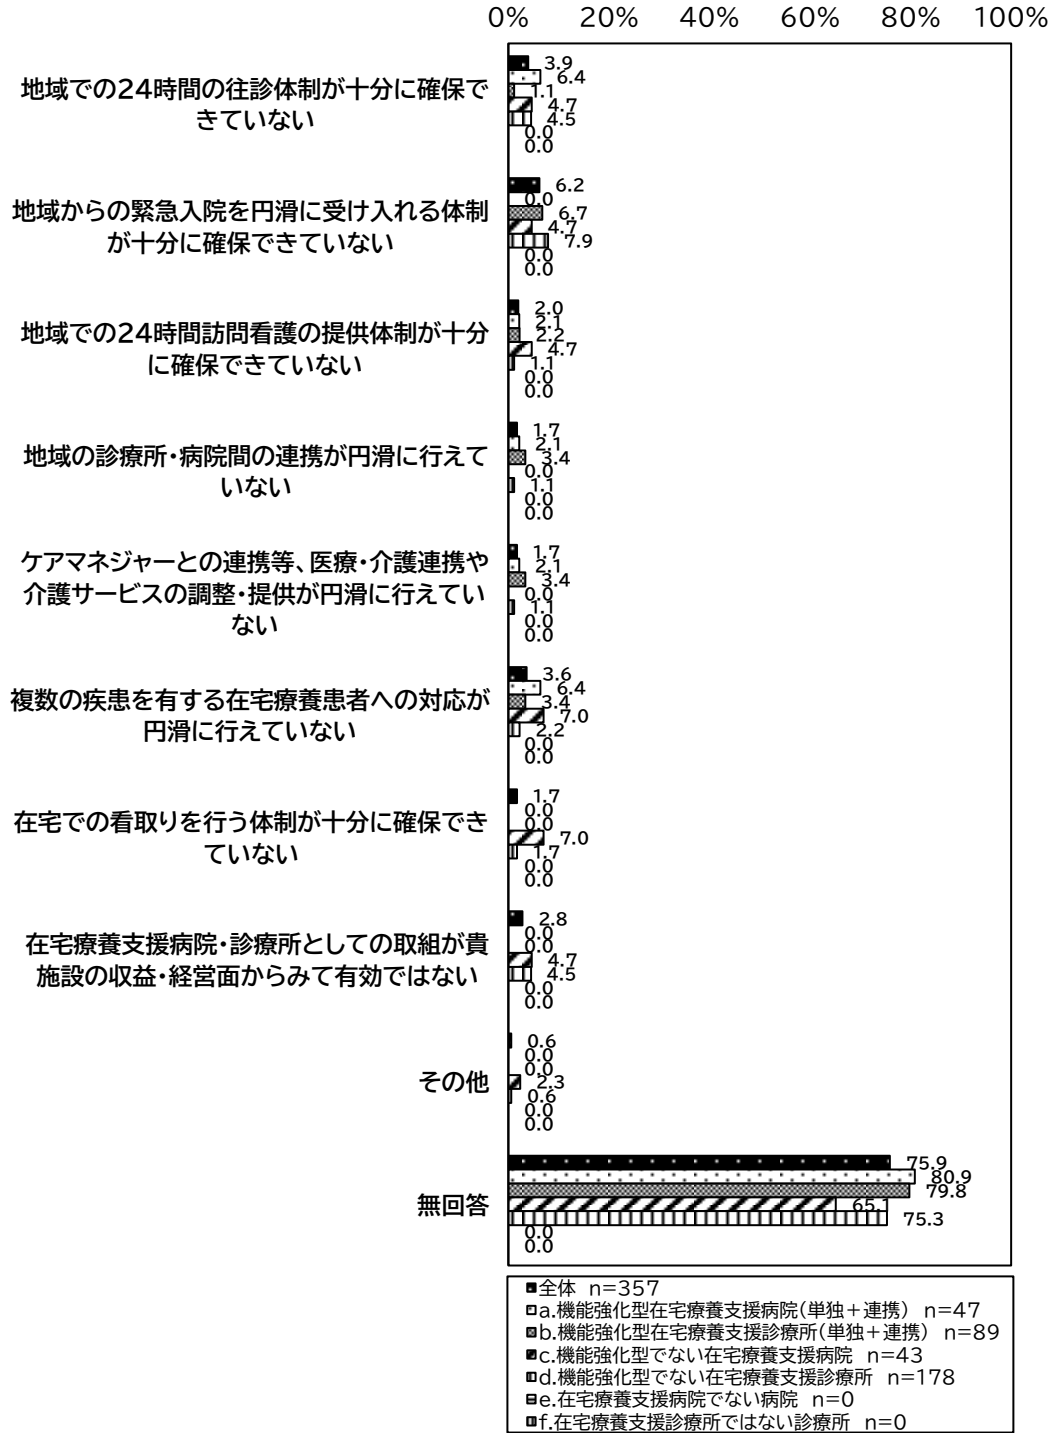 0% 20% 40% 60% 80% 100%
地域での24時間の往診体制が十分に確保で
きていない
3.9
6.4
1.1
4.7
4.5
0.0
0.0
地域からの緊急入院を円滑に受け入れる体制
が十分に確保できていない
6.2
0.0
6.7
4.7
7.9
0.0
0.0
地域での24時間訪問看護の提供体制が十分
に確保できていない
2.0
2.1
2.2
4.7
1.1
0.0
0.0
地域の診療所・病院間の連携が円滑に行えて
いない
1.7
2.1
3.4
0.0
1.1
0.0
0.0
ケアマネジャーとの連携等、医療・介護連携や
介護サービスの調整・提供が円滑に行えてい
ない
1.7
2.1
3.4
0.0
1.1
0.0
0.0
複数の疾患を有する在宅療養患者への対応が
円滑に行えていない
3.6
6.4
3.4
7.0
2.2
0.0
0.0
在宅での看取りを行う体制が十分に確保でき
ていない
1.7
0.0
0.0
7.0
1.7
0.0
0.0
在宅療養支援病院・診療所としての取組が貴
施設の収益・経営面からみて有効ではない
2.8
0.0
0.0
4.7
4.5
0.0
0.0
その他
0.6
0.0
0.0
2.3
0.6
0.0
0.0
無回答
75.9
80.9
79.8
65.1
75.3
0.0
0.0
全体 n=357
a.機能強化型在宅療養支援病院(単独+連携) n=47
b.機能強化型在宅療養支援診療所(単独+連携) n=89
c.機能強化型でない在宅療養支援病院 n=43
d.機能強化型でない在宅療養支援診療所 n=178
e.在宅療養支援病院でない病院 n=0
f.在宅療養支援診療所ではない診療所 n=0